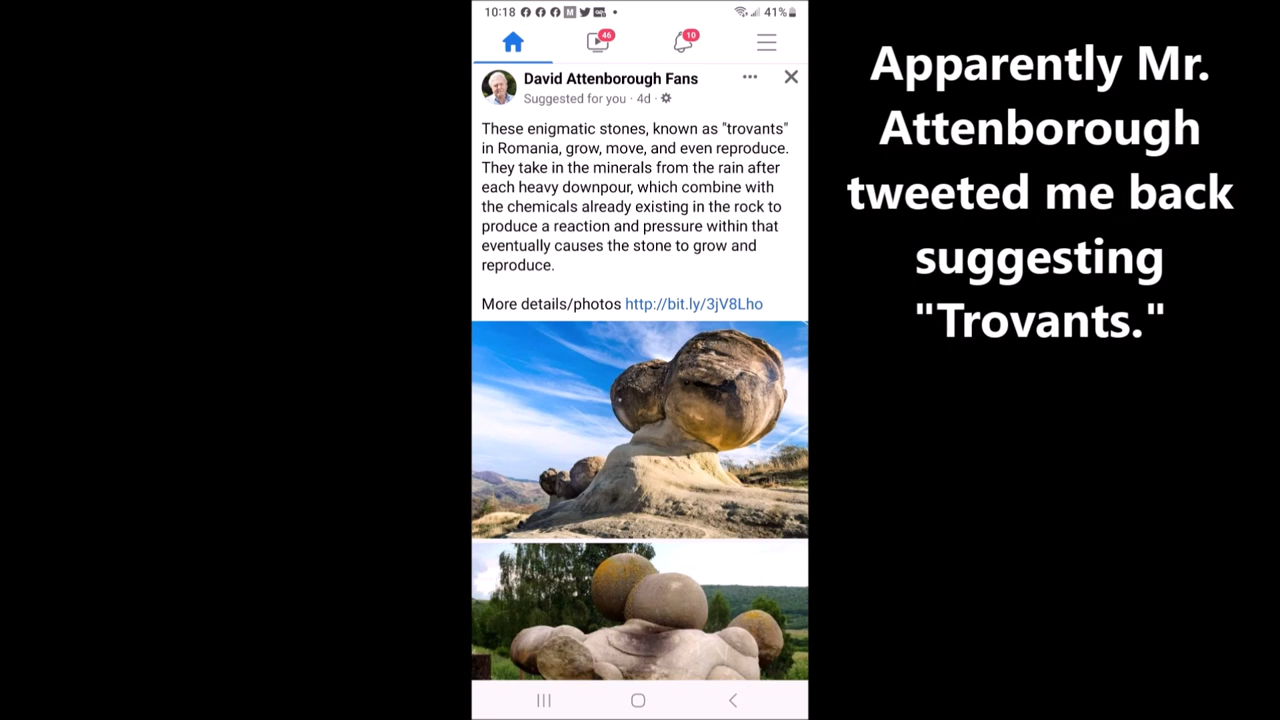 10:18
41%
46
10
David Attenborough Fans
Suggested for you · 4d ·
These enigmatic stones, known as "trovants"
in Romania, grow, move, and even reproduce.
They take in the minerals from the rain after
each heavy downpour, which combine with
the chemicals already existing in the rock to
produce a reaction and pressure within that
eventually causes the stone to grow and
reproduce.
More details/photos http://bit.ly/3jV8Lho
Apparently Mr.
Attenborough
tweeted me back
suggesting
"Trovants."